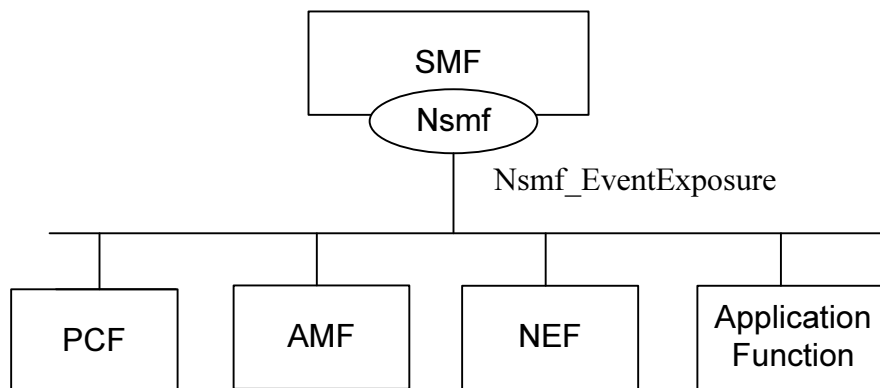 SMF
Nsmf
Nsmf_EventExposure
PCF
AMF
NEF
Application
Function